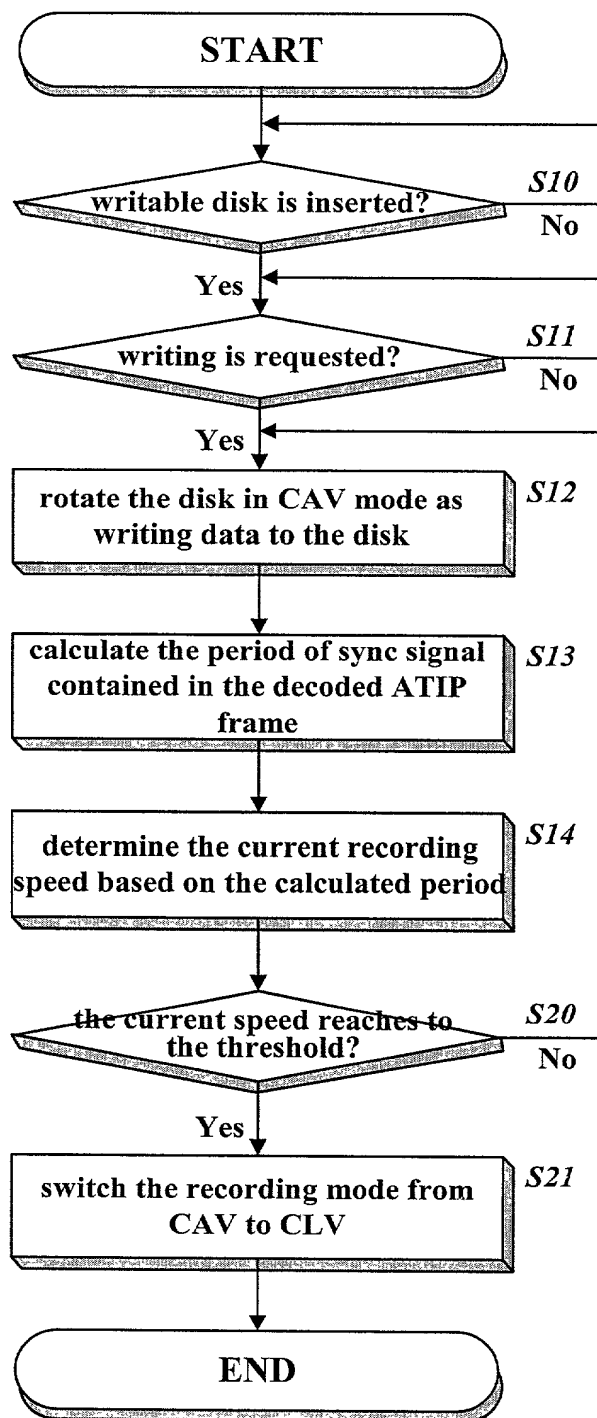 START
writable disk is inserted?
S10
No
Yes
writing is requested?
S11
No
Yes
rotate the disk in CAV mode as
writing data to the disk
S12
calculate the period of sync signal
contained in the decoded ATIP
frame
S13
determine the current recording
speed based on the calculated period
S14
the current speed reaches to
the threshold?
S20
No
Yes
switch the recording mode from
CAV to CLV
S21
END